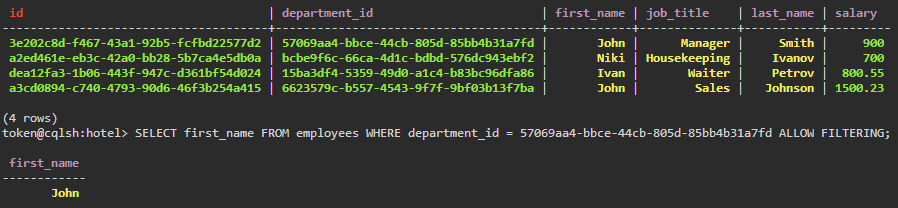 id | department_id | first_name | job_title | last_name | salary
3e202c8d-f467-43a1-92b5-fcfbd22577d2 | 57069aa4-bbce-44cb-805d-85bb4b31a7fd | John | Manager | Smith | 900
a2ed461e-eb3c-42a0-bb28-5b7ca4e5db0a | bcbe9f6c-66ca-4d1c-bdbd-576dc943ebf2 | Niki | Housekeeping | Ivanov | 700
dea12fa3-1b06-443f-947c-d361bf54d024 | 15ba3df4-5359-49d0-a1c4-b83bc96dfa86 | Ivan | Waiter | Petrov | 800.55
a3cd0894-c740-4793-90d6-46f3b254a415 | 6623579c-b557-4543-9f7f-9bf03b13f7ba | John | Sales | Johnson | 1500.23
(4 rows)
token@cqlsh:hotel> SELECT first_name FROM employees WHERE department_id = 57069aa4-bbce-44cb-805d-85bb4b31a7fd ALLOW FILTERING;
first_name
John